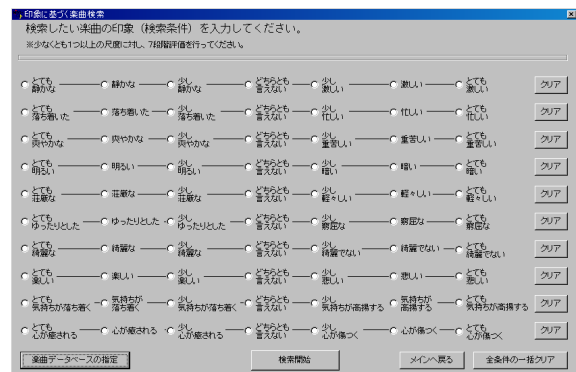 印象に基づく楽曲検索
検索したい楽曲の印象（検索条件）を入力してください。
※少なくとも1つ以上の尺度に対し、7段階評価を行ってください。
とても静かな 静かな 少し静かな どちらとも言えない 少し激しい 激しい とても激しい クリア
とても落ち着いた 落ち着いた 少し落ち着いた どちらとも言えない 少し忙しい 忙しい とても忙しい クリア
とても爽やかな 爽やかな 少し爽やかな どちらとも言えない 少し重苦しい 重苦しい とても重苦しい クリア
とても明るい 明るい 少し明るい どちらとも言えない 少し暗い 暗い とても暗い クリア
とても荘厳な 荘厳な 少し荘厳な どちらとも言えない 少し軽々しい 軽々しい とても軽々しい クリア
とてもゆったりとした ゆったりとした 少しゆったりとした どちらとも言えない 少し窮屈な 窮屈な とても窮屈な クリア
とても綺麗な 綺麗な 少し綺麗な どちらとも言えない 少し綺麗でない 綺麗でない とても綺麗でない クリア
とても楽しい 楽しい 少し楽しい どちらとも言えない 少し悲しい 悲しい とても悲しい クリア
とても気持ちが落ち着く 気持ちが落ち着く 少し気持ちが落ち着く どちらとも言えない 少し気持ちが高揚する 気持ちが高揚する とても気持ちが高揚する クリア
とても心が癒される 心が癒される 少し心が癒される どちらとも言えない 少し心が傷つく 心が傷つく とても心が傷つく クリア
楽曲データベースの指定 検索開始 メインへ戻る 全条件の一括クリア